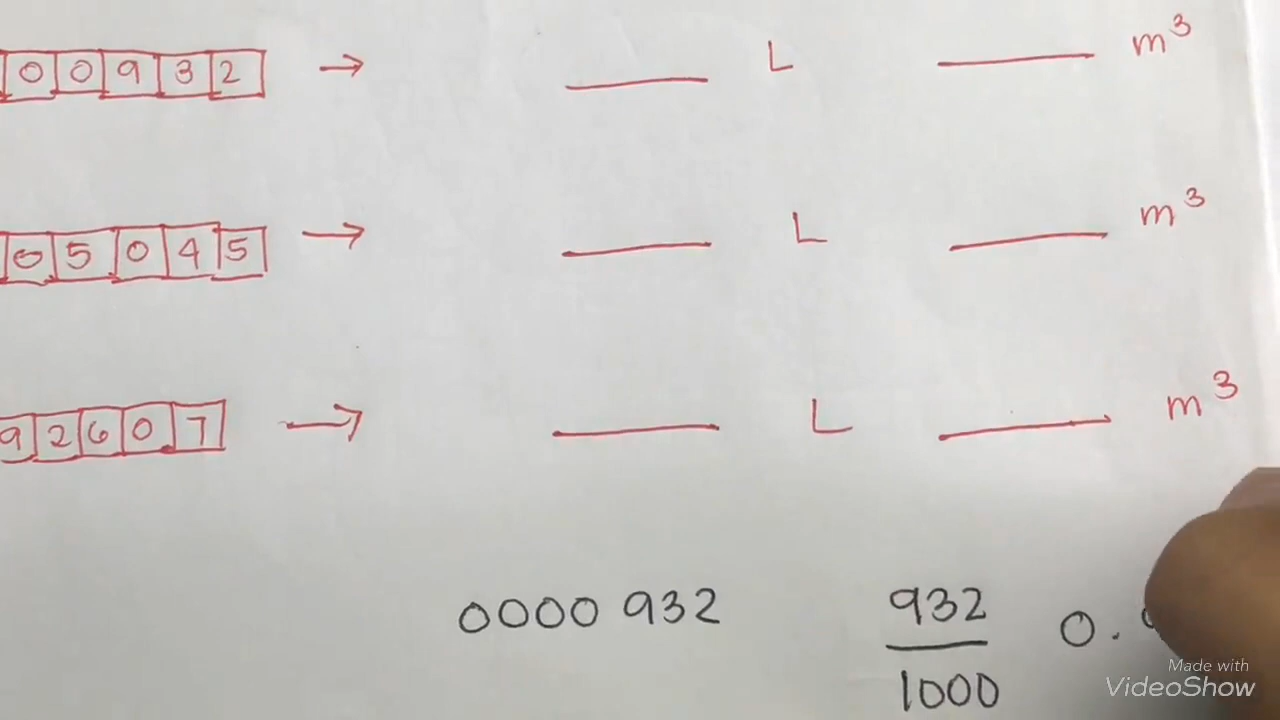 0 0 9 3 2 → ____ L ____ m³
0 5 0 4 5 → ____ L ____ m³
9 2 6 0 7 → ____ L ____ m³
0000 932
932
1000
0.
Made with
VideoShow